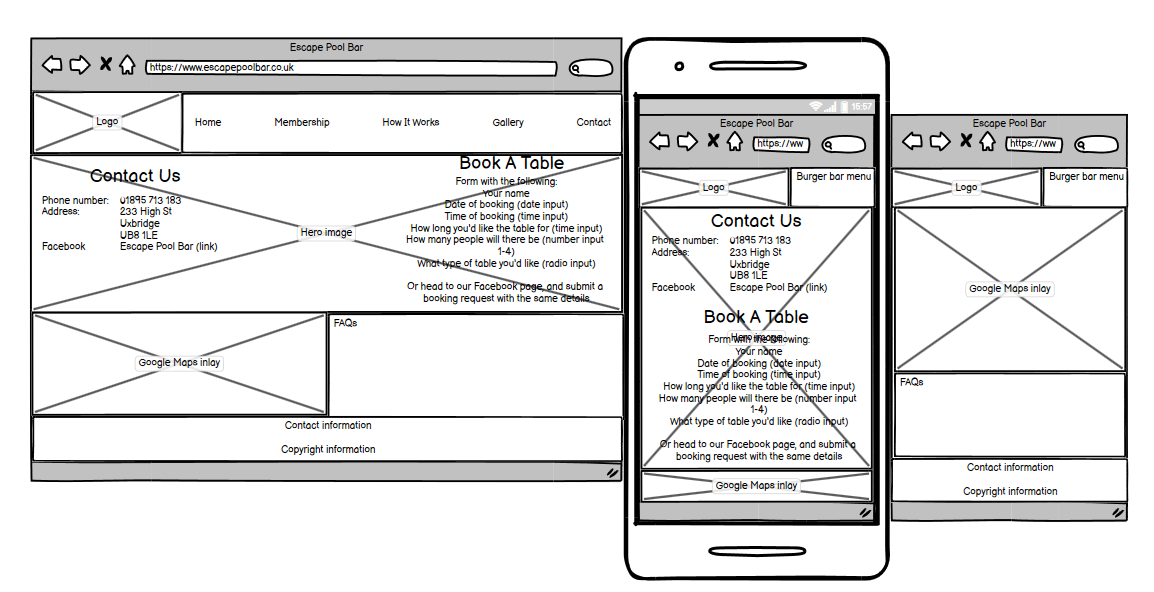 Escape Pool Bar
https://www.escapepoolbar.co.uk
Logo
Home Membership How It Works Gallery Contact
Contact Us
Phone number: 01895 713 183
Address: 233 High St
Uxbridge
UB8 1LE
Facebook Escape Pool Bar (link)
Hero image
Book A Table
Form with the following:
Your name
Date of booking (date input)
Time of booking (time input)
How long you'd like the table for (time input)
How many people will there be (number input
1-4)
What type of table you'd like (radio input)
Or head to our Facebook page, and submit a
booking request with the same details
Google Maps inlay
FAQs
Contact information
Copyright information
15:57
Escape Pool Bar
https://ww
Logo
Burger bar menu
Contact Us
Phone number: 01895 713 183
Address: 233 High St
Uxbridge
UB8 1LE
Facebook Escape Pool Bar (link)
Book A Table
Hero image
Form with the following:
Your name
Date of booking (date input)
Time of booking (time input)
How long you'd like the table for (time input)
How many people will there be (number input
1-4)
What type of table you'd like (radio input)
Or head to our Facebook page, and submit a
booking request with the same details
Google Maps inlay
Escape Pool Bar
https://ww
Logo
Burger bar menu
Google Maps inlay
FAQs
Contact information
Copyright information